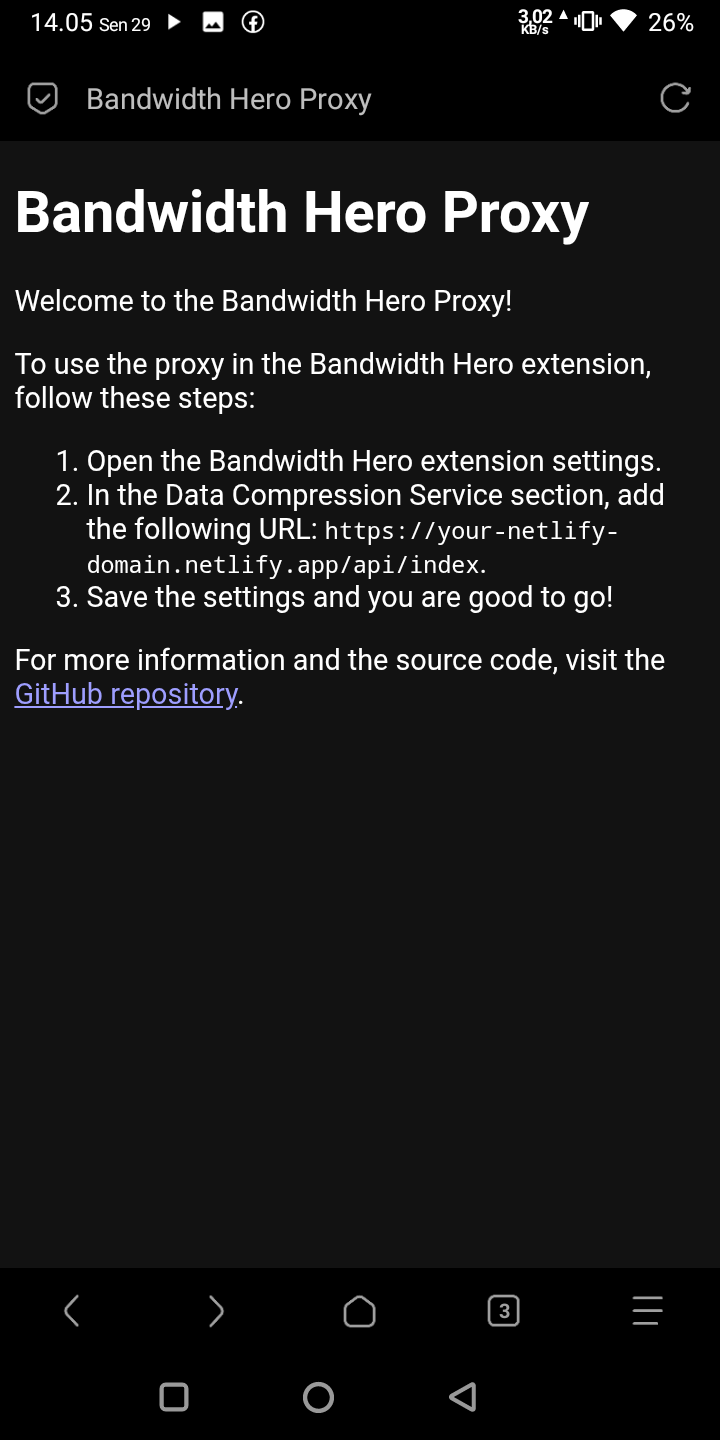 14.05 Sen 29
3,02 KB/s
26%
Bandwidth Hero Proxy
Bandwidth Hero Proxy
Welcome to the Bandwidth Hero Proxy!
To use the proxy in the Bandwidth Hero extension,
follow these steps:
1. Open the Bandwidth Hero extension settings.
2. In the Data Compression Service section, add
the following URL: https://your-netlify-
domain.netlify.app/api/index.
3. Save the settings and you are good to go!
For more information and the source code, visit the
GitHub repository.
3